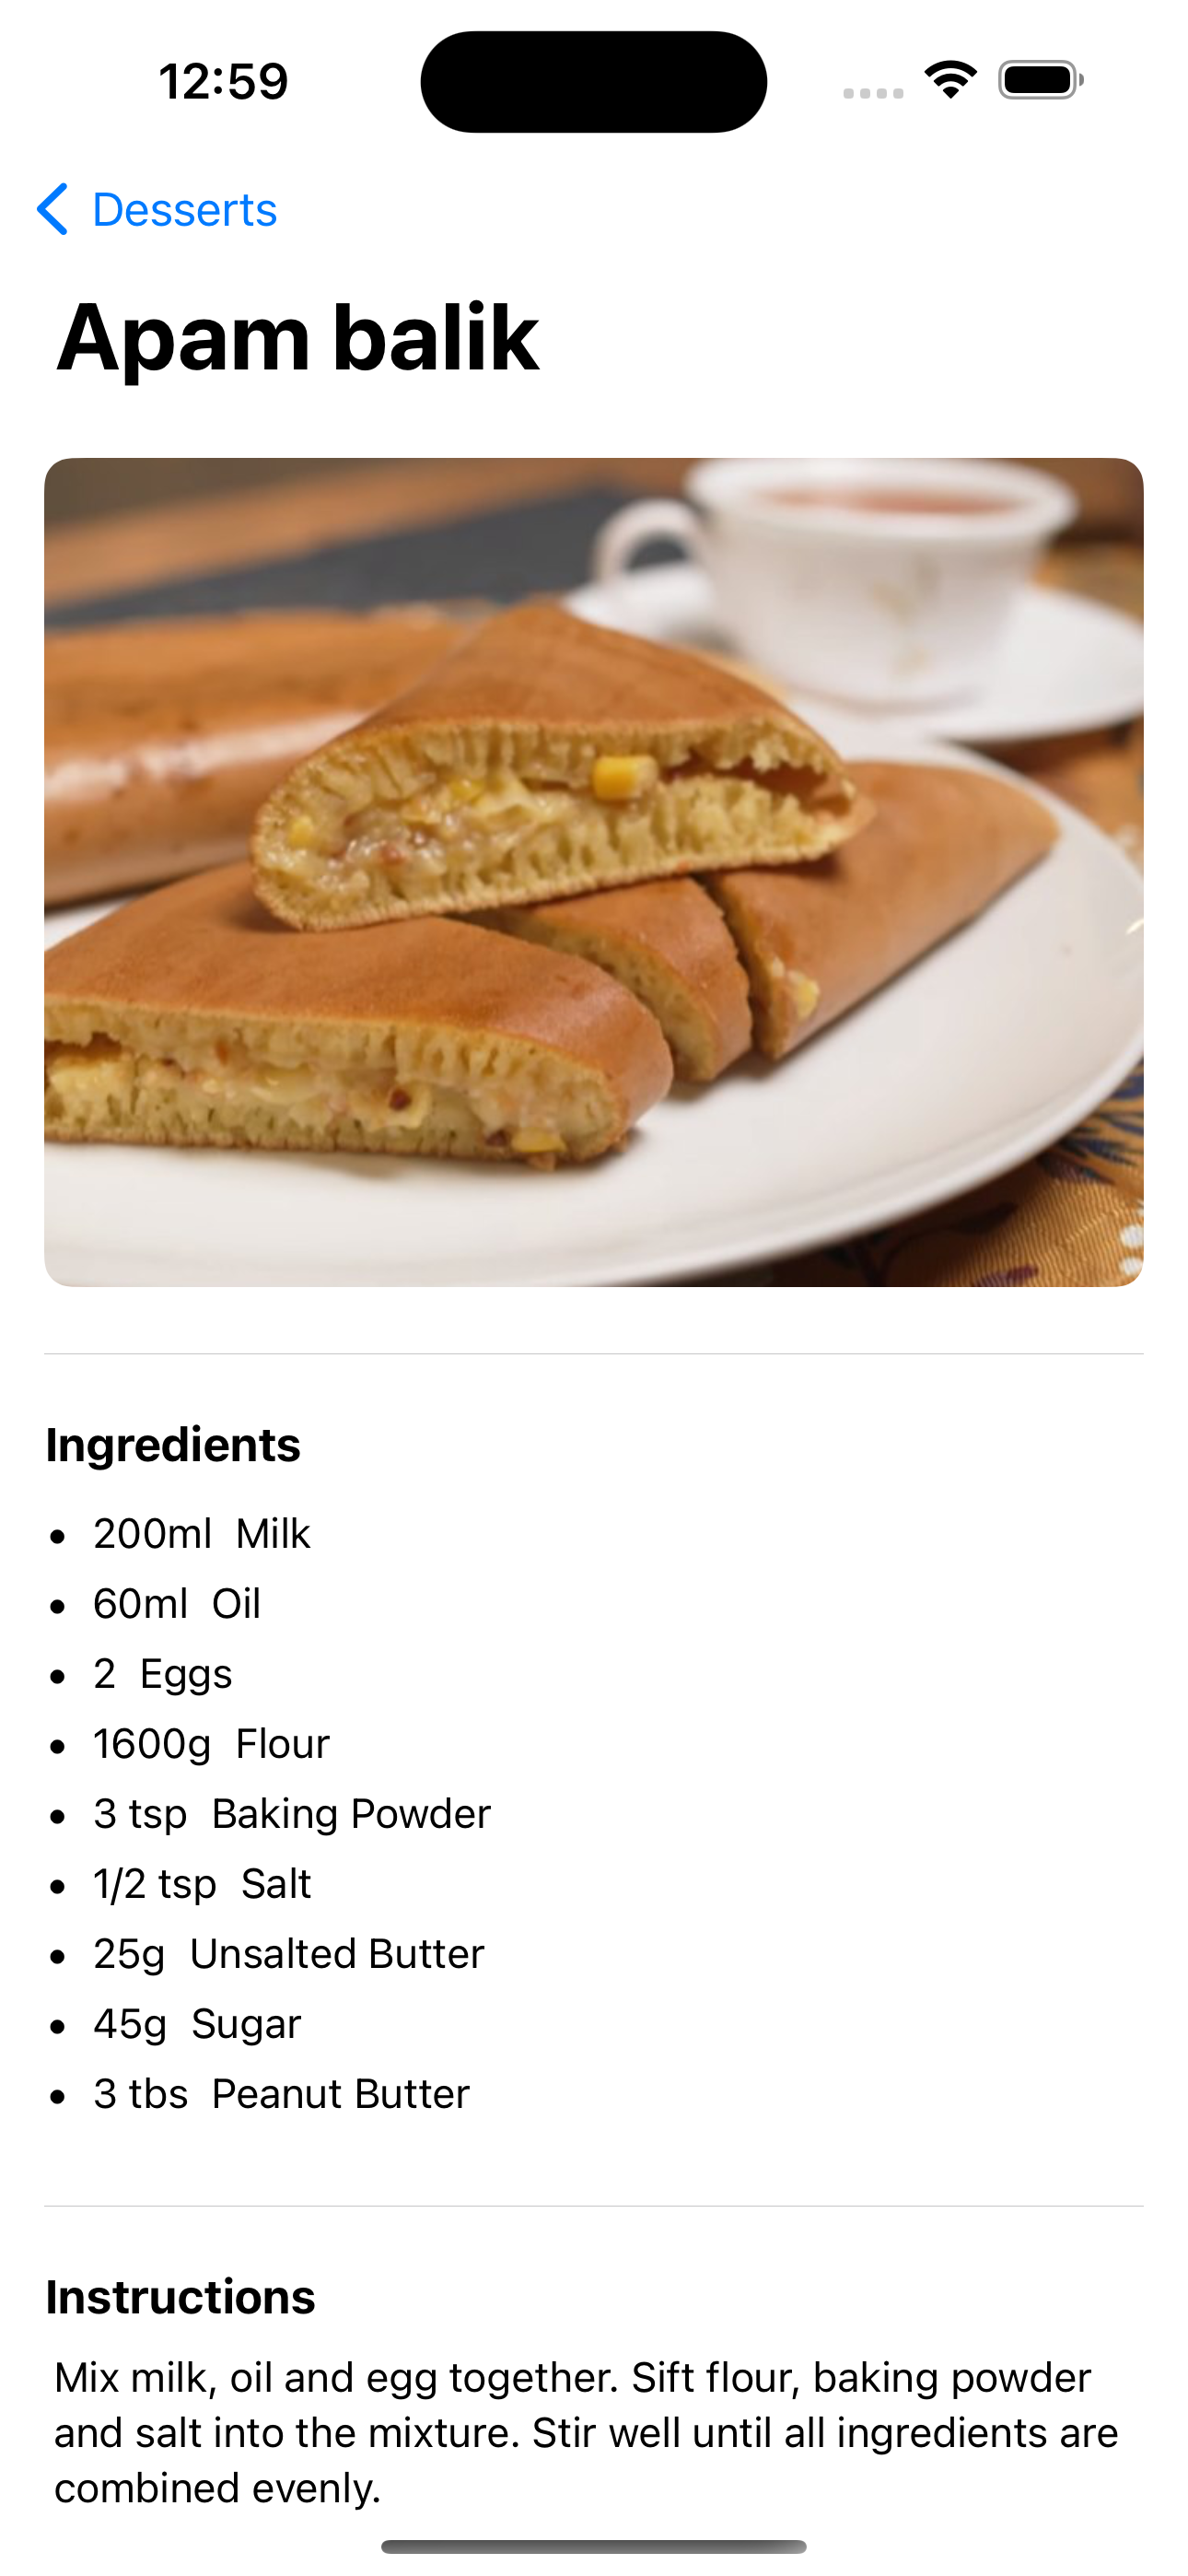 12:59
Desserts
Apam balik
Ingredients
• 200ml Milk
• 60ml Oil
• 2 Eggs
• 1600g Flour
• 3 tsp Baking Powder
• 1/2 tsp Salt
• 25g Unsalted Butter
• 45g Sugar
• 3 tbs Peanut Butter
Instructions
Mix milk, oil and egg together. Sift flour, baking powder
and salt into the mixture. Stir well until all ingredients are
combined evenly.